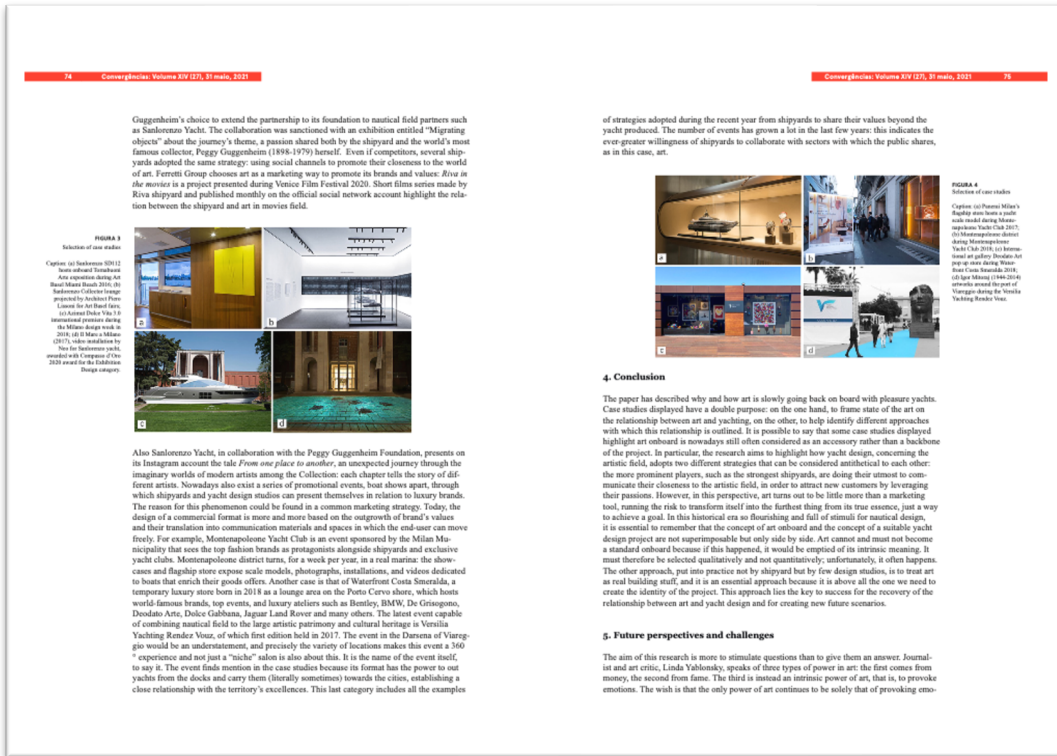 74 Convergências: Volume XIV (27), 31 maio, 2021
Guggenheim's choice to extend the partnership to its foundation to nautical field partners such
as Sanlorenzo Yacht. The collaboration was sanctioned with an exhibition entitled “Migrating
objects” about the journey's theme, a passion shared both by the shipyard and the world's most
famous collector, Peggy Guggenheim (1898-1979) herself. Even if competitors, several ship-
yards adopted the same strategy: using social channels to promote their closeness to the world
of art. Ferretti Group chooses art as a marketing way to promote its brands and values: Riva in
the movies is a project presented during Venice Film Festival 2020. Short films series made by
Riva shipyard and published monthly on the official social network account highlight the rela-
tion between the shipyard and art in movies field.
FIGURA 3
Selection of case studies
Caption: (a) Sanlorenzo SD112
hosts onboard Tornabuoni
Arte exposition during Art
Basel Miami Beach 2016; (b)
Sanlorenzo Collector lounge
projected by Architect Piero
Lissoni for Art Basel fairs;
(c) Azimut Dolce Vita 3.0
international premiere during
the Milano design week in
2018; (d) Il Mare a Milano
(2017), video installation by
Neo for Sanlorenzo yacht,
awarded with Compasso d'Oro
2020 award for the Exhibition
Design category.
a
b
c
d
Also Sanlorenzo Yacht, in collaboration with the Peggy Guggenheim Foundation, presents on
its Instagram account the tale From one place to another, an unexpected journey through the
imaginary worlds of modern artists among the Collection: each chapter tells the story of dif-
ferent artists. Nowadays also exist a series of promotional events, boat shows apart, through
which shipyards and yacht design studios can present themselves in relation to luxury brands.
The reason for this phenomenon could be found in a common marketing strategy. Today, the
design of a commercial format is more and more based on the outgrowth of brand's values
and their translation into communication materials and spaces in which the end-user can move
freely. For example, Montenapoleone Yacht Club is an event sponsored by the Milan Mu-
nicipality that sees the top fashion brands as protagonists alongside shipyards and exclusive
yacht clubs. Montenapoleone district turns, for a week per year, in a real marina: the show-
cases and flagship store expose scale models, photographs, installations, and videos dedicated
to boats that enrich their goods offers. Another case is that of Waterfront Costa Smeralda, a
temporary luxury store born in 2018 as a lounge area on the Porto Cervo shore, which hosts
world-famous brands, top events, and luxury ateliers such as Bentley, BMW, De Grisogono,
Deodato Arte, Dolce Gabbana, Jaguar Land Rover and many others. The latest event capable
of combining nautical field to the large artistic patrimony and cultural heritage is Versilia
Yachting Rendez Vouz, of which first edition held in 2017. The event in the Darsena of Viareg-
gio would be an understatement, and precisely the variety of locations makes this event a 360
° experience and not just a “niche” salon is also about this. It is the name of the event itself,
to say it. The event finds mention in the case studies because its format has the power to out
yachts from the docks and carry them (literally sometimes) towards the cities, establishing a
close relationship with the territory's excellences. This last category includes all the examples
Convergências: Volume XIV (27), 31 maio, 2021 75
of strategies adopted during the recent year from shipyards to share their values beyond the
yacht produced. The number of events has grown a lot in the last few years: this indicates the
ever-greater willingness of shipyards to collaborate with sectors with which the public shares,
as in this case, art.
a
b
c
d
FIGURA 4
Selection of case studies
Caption: (a) Panerai Milan's
flagship store hosts a yacht
scale model during Monte-
napoleone Yacht Club 2017;
(b) Montenapoleone district
during Montenapoleone
Yacht Club 2018; (c) Interna-
tional art gallery Deodato Art
pop up store during Water-
front Costa Smeralda 2018;
(d) Igor Mitoraj (1944-2014)
artworks around the port of
Viareggio during the Versilia
Yachting Rendez Vouz.
4. Conclusion
The paper has described why and how art is slowly going back on board with pleasure yachts.
Case studies displayed have a double purpose: on the one hand, to frame state of the art on
the relationship between art and yachting, on the other, to help identify different approaches
with which this relationship is outlined. It is possible to say that some case studies displayed
highlight art onboard is nowadays still often considered as an accessory rather than a backbone
of the project. In particular, the research aims to highlight how yacht design, concerning the
artistic field, adopts two different strategies that can be considered antithetical to each other:
the more prominent players, such as the strongest shipyards, are doing their utmost to com-
municate their closeness to the artistic field, in order to attract new customers by leveraging
their passions. However, in this perspective, art turns out to be little more than a marketing
tool, running the risk to transform itself into the furthest thing from its true essence, just a way
to achieve a goal. In this historical era so flourishing and full of stimuli for nautical design,
it is essential to remember that the concept of art onboard and the concept of a suitable yacht
design project are not superimposable but only side by side. Art cannot and must not become
a standard onboard because if this happened, it would be emptied of its intrinsic meaning. It
must therefore be selected qualitatively and not quantitatively; unfortunately, it often happens.
The other approach, put into practice not by shipyard but by few design studios, is to treat art
as real building stuff, and it is an essential approach because it is above all the one we need to
create the identity of the project. This approach lies the key to success for the recovery of the
relationship between art and yacht design and for creating new future scenarios.
5. Future perspectives and challenges
The aim of this research is more to stimulate questions than to give them an answer. Journal-
ist and art critic, Linda Yablonsky, speaks of three types of power in art: the first comes from
money, the second from fame. The third is instead an intrinsic power of art, that is, to provoke
emotions. The wish is that the only power of art continues to be solely that of provoking emo-